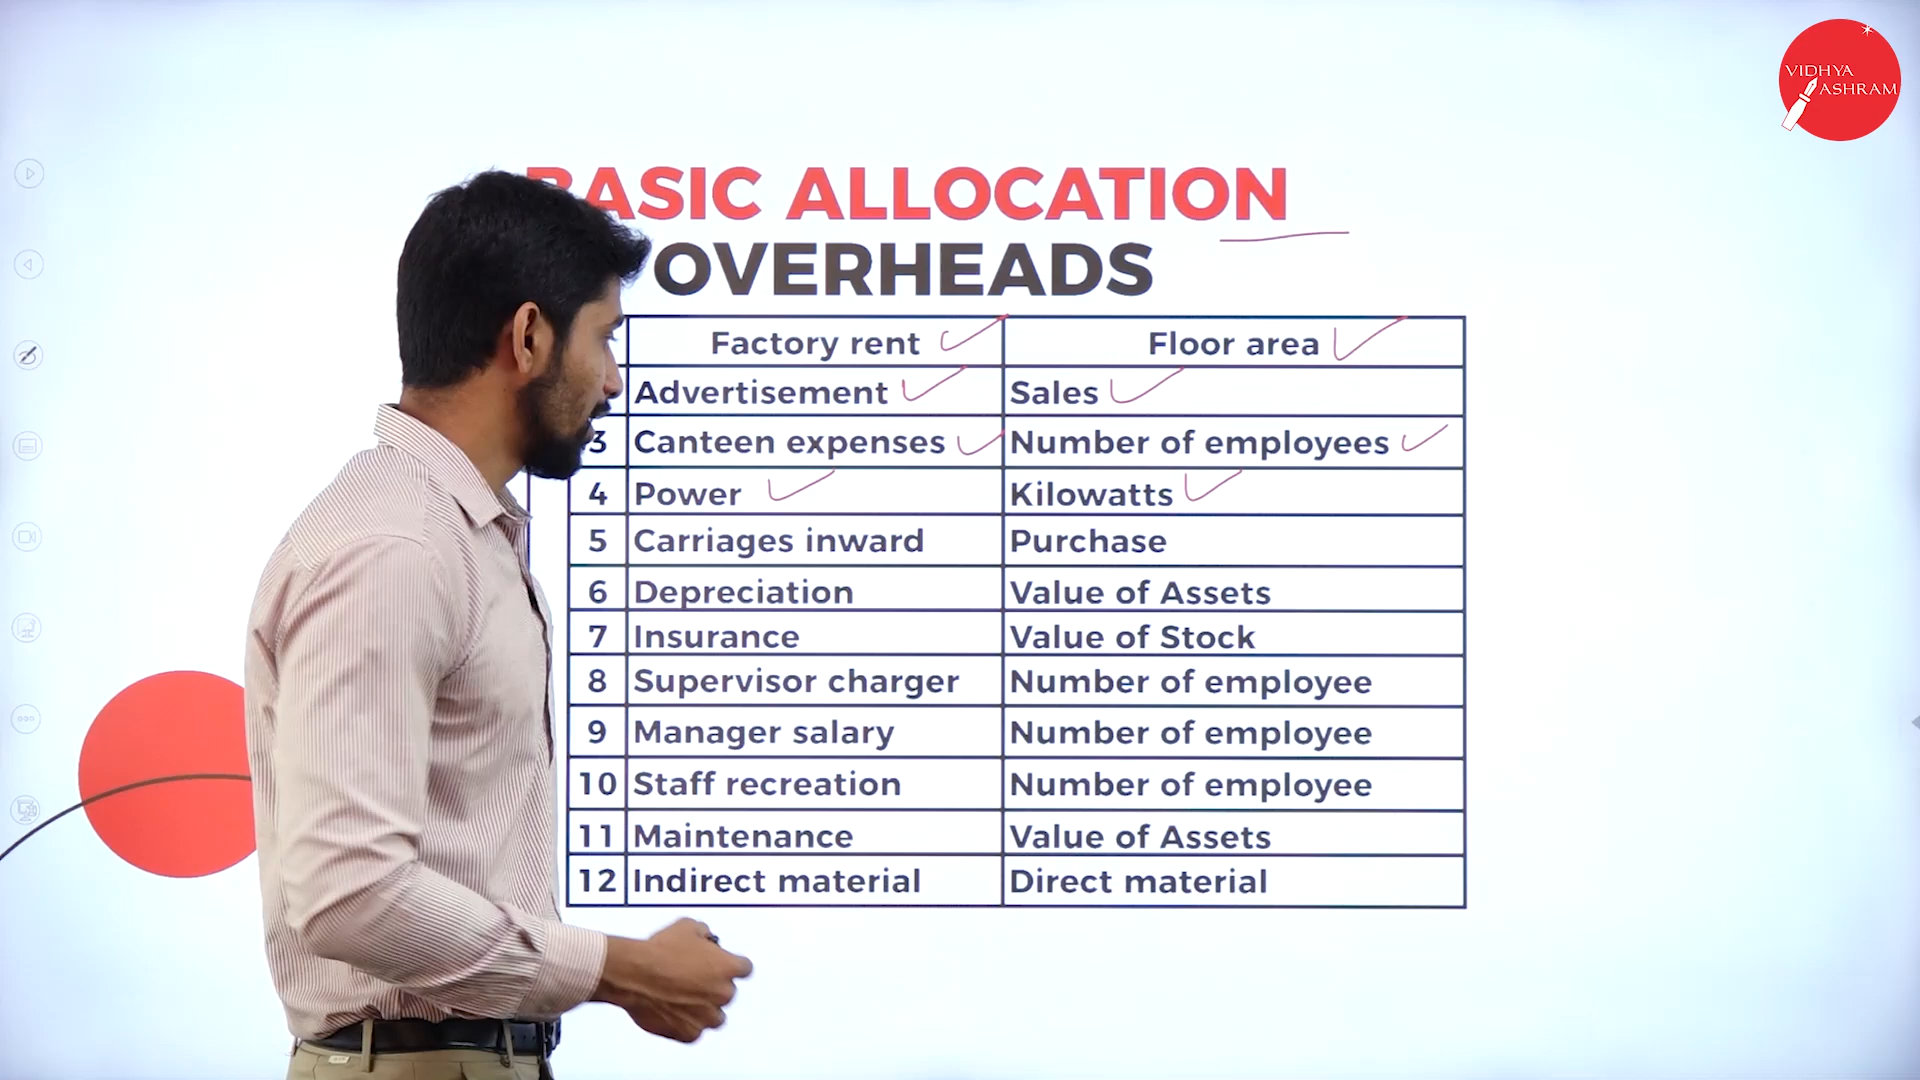 VIDHYA
ASHRAM
BASIC ALLOCATION
OVERHEADS
Factory rent Floor area
Advertisement Sales
3 Canteen expenses Number of employees
4 Power Kilowatts
5 Carriages inward Purchase
6 Depreciation Value of Assets
7 Insurance Value of Stock
8 Supervisor charger Number of employee
9 Manager salary Number of employee
10 Staff recreation Number of employee
11 Maintenance Value of Assets
12 Indirect material Direct material